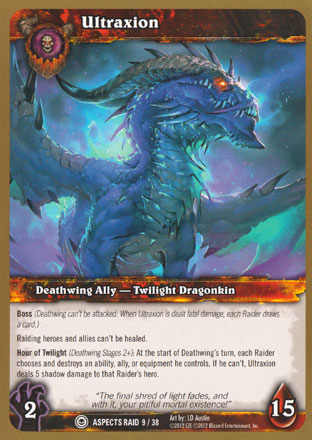 Ultraxion
Deathwing Ally — Twilight Dragonkin
Boss (Deathwing can't be attacked. When Ultraxion is dealt fatal damage, each Raider draws
a card.)
Raiding heroes and allies can't be healed.
Hour of Twilight (Deathwing Stages 2+): At the start of Deathwing's turn, each Raider
chooses and destroys an ability, ally, or equipment he controls. If he can't, Ultraxion
deals 5 shadow damage to that Raider's hero.
"The final shred of light fades, and
with it, your pitiful mortal existence!"
2
15
ASPECTS RAID 9 / 38
Art by: LD Austin
©2012 CZE ©2012 Blizzard Entertainment, Inc.